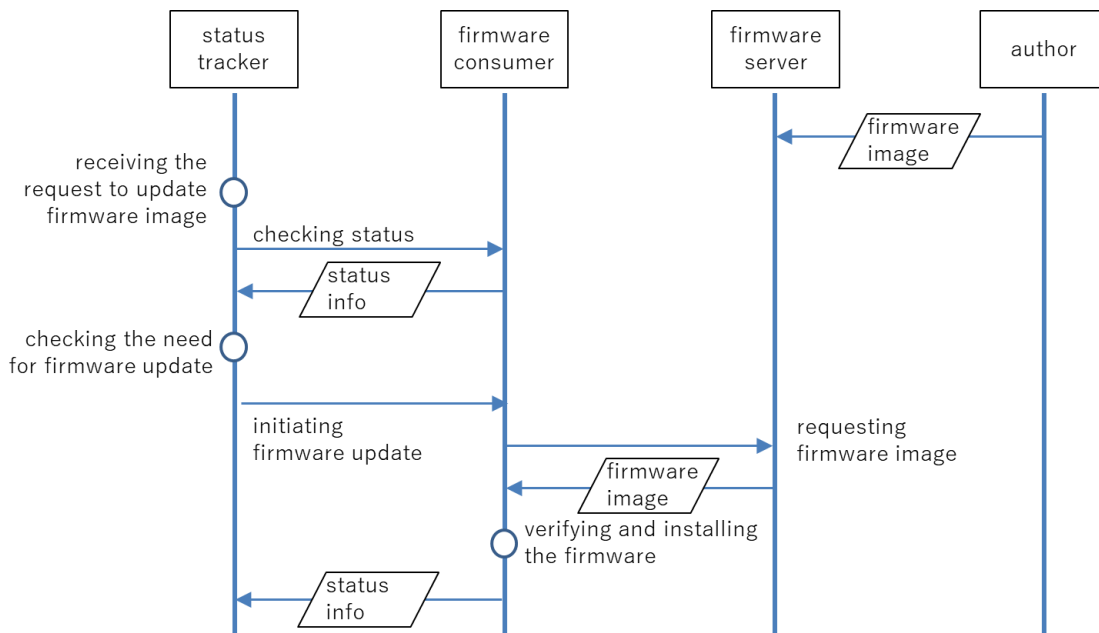 status
tracker
firmware
consumer
firmware
server
author
firmware
image
receiving the
request to update
firmware image
checking status
status
info
checking the need
for firmware update
initiating
firmware update
requesting
firmware image
firmware
image
verifying and installing
the firmware
status
info